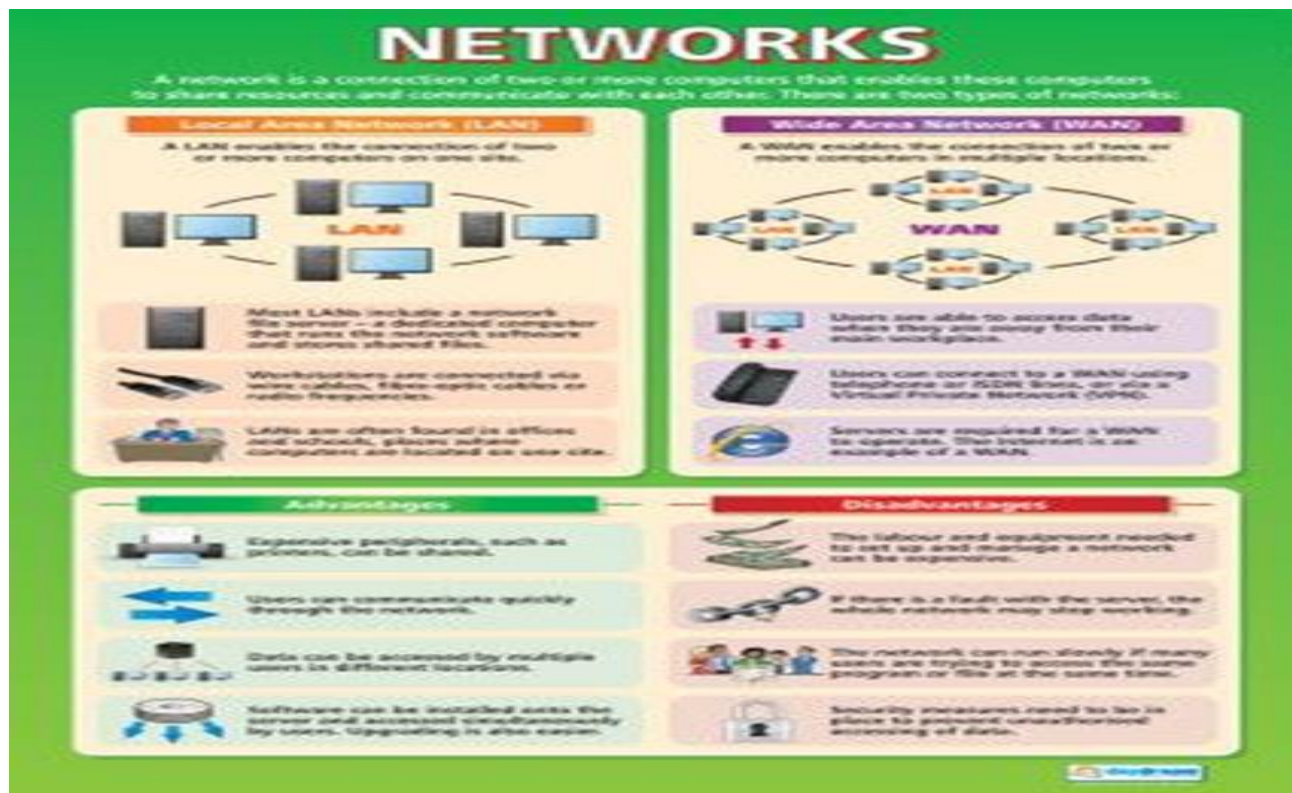 NETWORKS
A network is a connection of two or more computers that enables these computers
to share resources and communicate with each other. There are two types of networks:
Local Area Network (LAN)
A LAN enables the connection of two
or more computers on one site.
LAN
Most LANs include a network
file server – a dedicated computer
that runs the network software
and stores shared files.
Workstations are connected via
wire cables, fibre-optic cables or
radio frequencies.
LANs are often found in offices
and schools, places where
computers are located on one site.
Wide Area Network (WAN)
A WAN enables the connection of two or
more computers in multiple locations.
LAN
LAN
WAN
LAN
LAN
Users are able to access data
when they are away from their
main workplace.
Users can connect to a WAN using
telephone or ISDN lines, or via a
Virtual Private Network (VPN).
Servers are required for a WAN
to operate. The Internet is an
example of a WAN.
Advantages
Expensive peripherals, such as
printers, can be shared.
Users can communicate quickly
through the network.
Data can be accessed by multiple
users in different locations.
Software can be installed onto the
server and accessed simultaneously
by users. Upgrading is also easier.
Disadvantages
The labour and equipment needed
to set up and manage a network
can be expensive.
If there is a fault with the server, the
whole network may stop working.
The network can run slowly if many
users are trying to access the same
program or file at the same time.
Security measures need to be in
place to prevent unauthorised
accessing of data.